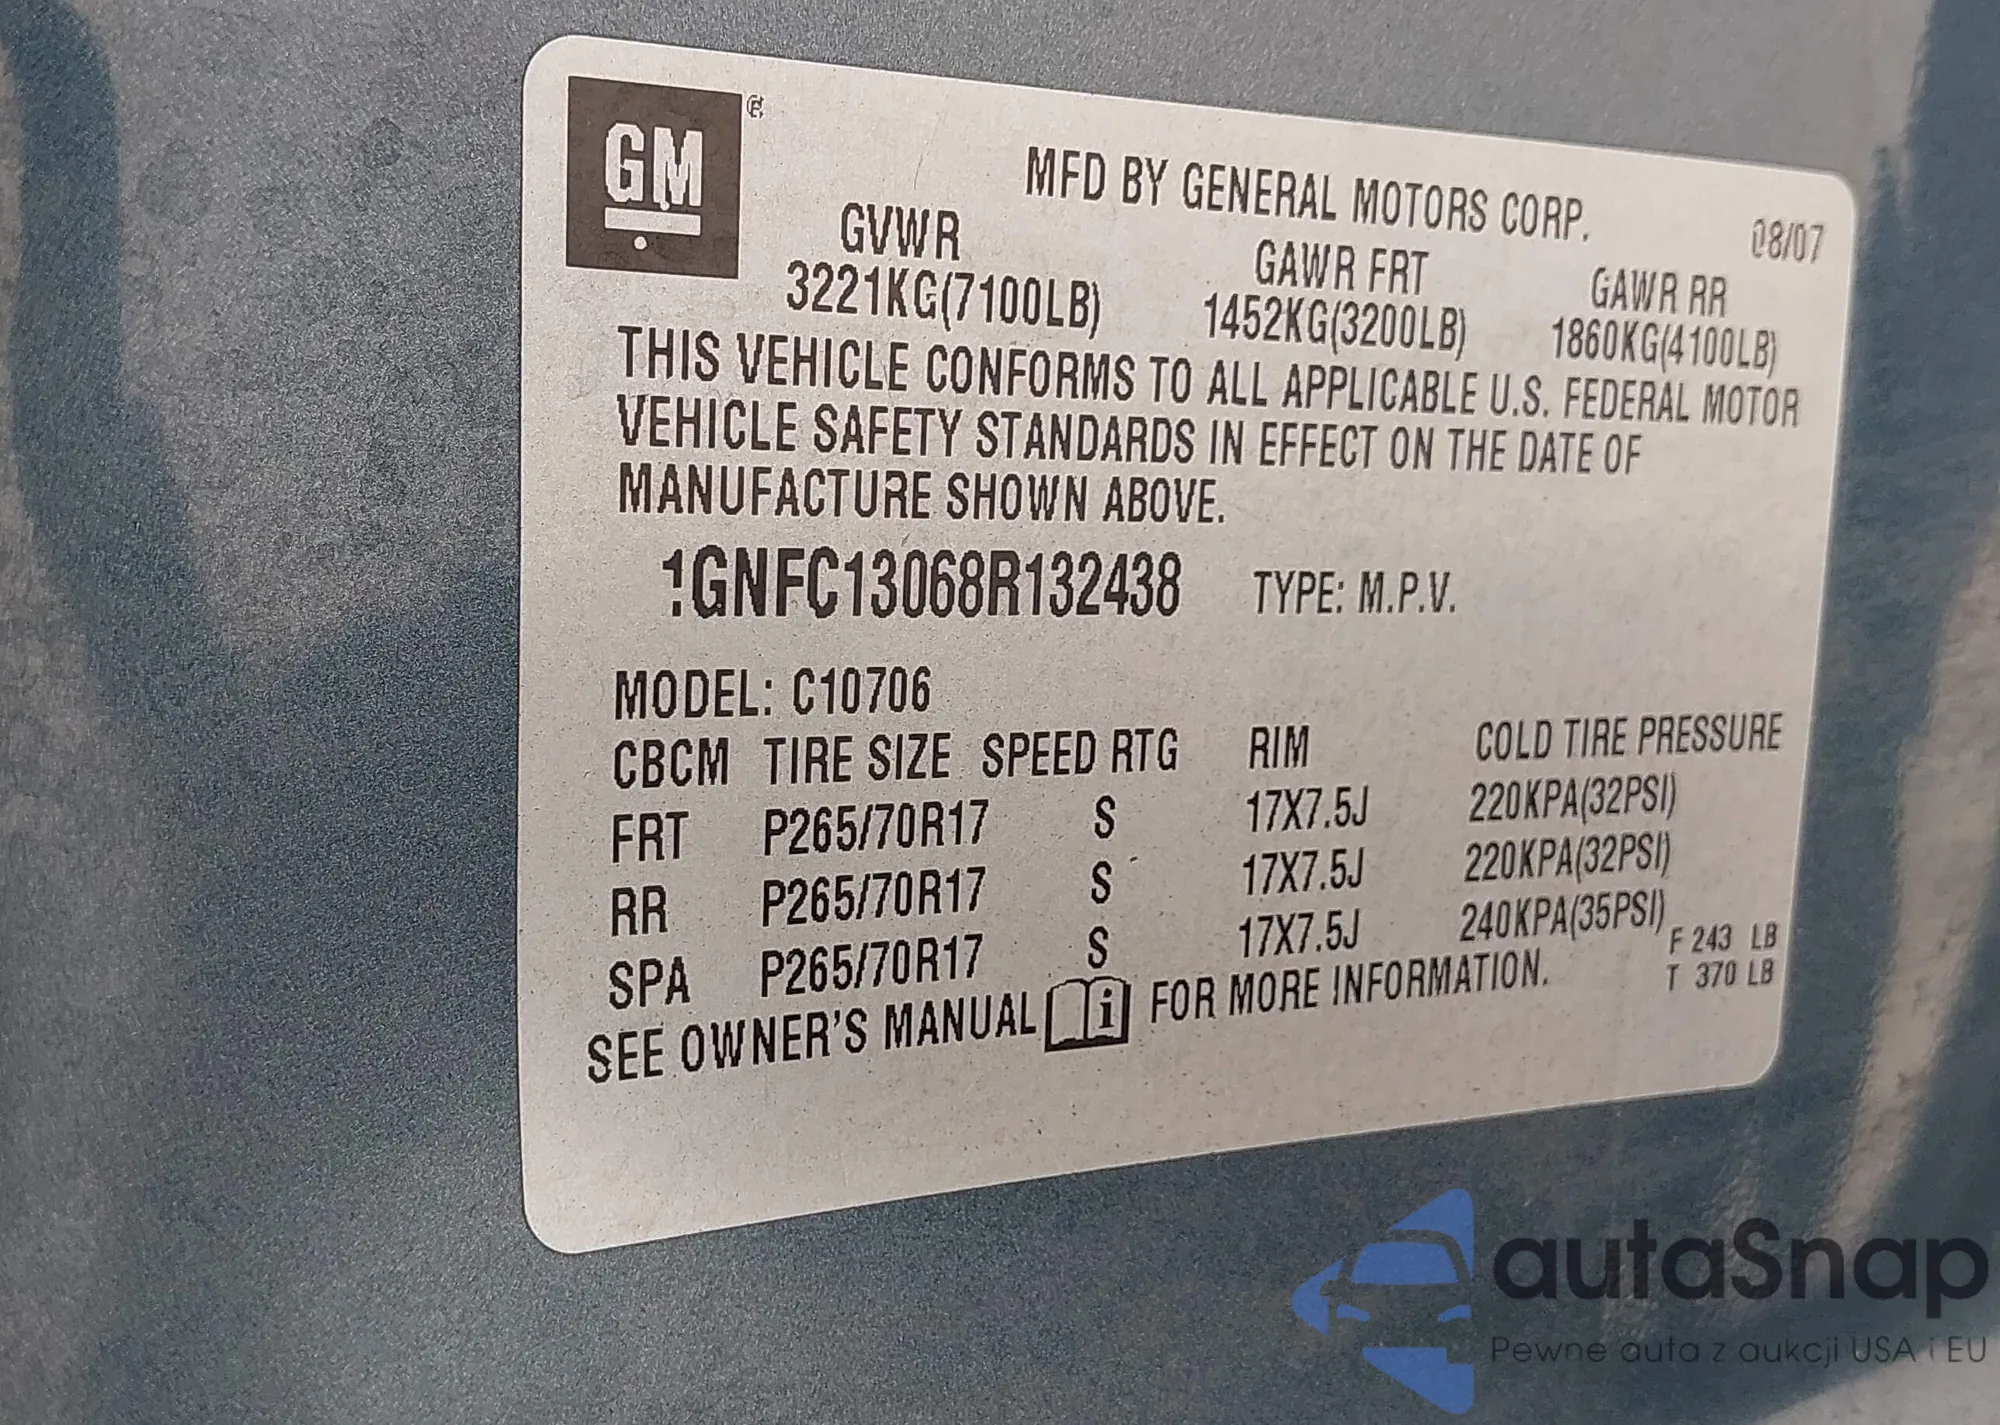 GM ®
MFD BY GENERAL MOTORS CORP.
08/07
GVWR GAWR FRT GAWR RR
3221KG(7100LB) 1452KG(3200LB) 1860KG(4100LB)
THIS VEHICLE CONFORMS TO ALL APPLICABLE U.S. FEDERAL MOTOR
VEHICLE SAFETY STANDARDS IN EFFECT ON THE DATE OF
MANUFACTURE SHOWN ABOVE.
1GNFC13068R132438 TYPE: M.P.V.
MODEL: C10706
CBCM TIRE SIZE SPEED RTG RIM COLD TIRE PRESSURE
FRT P265/70R17 S 17X7.5J 220KPA(32PSI)
RR P265/70R17 S 17X7.5J 220KPA(32PSI)
SPA P265/70R17 S 17X7.5J 240KPA(35PSI)
F 243 LB
T 370 LB
SEE OWNER'S MANUAL i FOR MORE INFORMATION.
autaSnap
Pewne auta z aukcji USA i EU